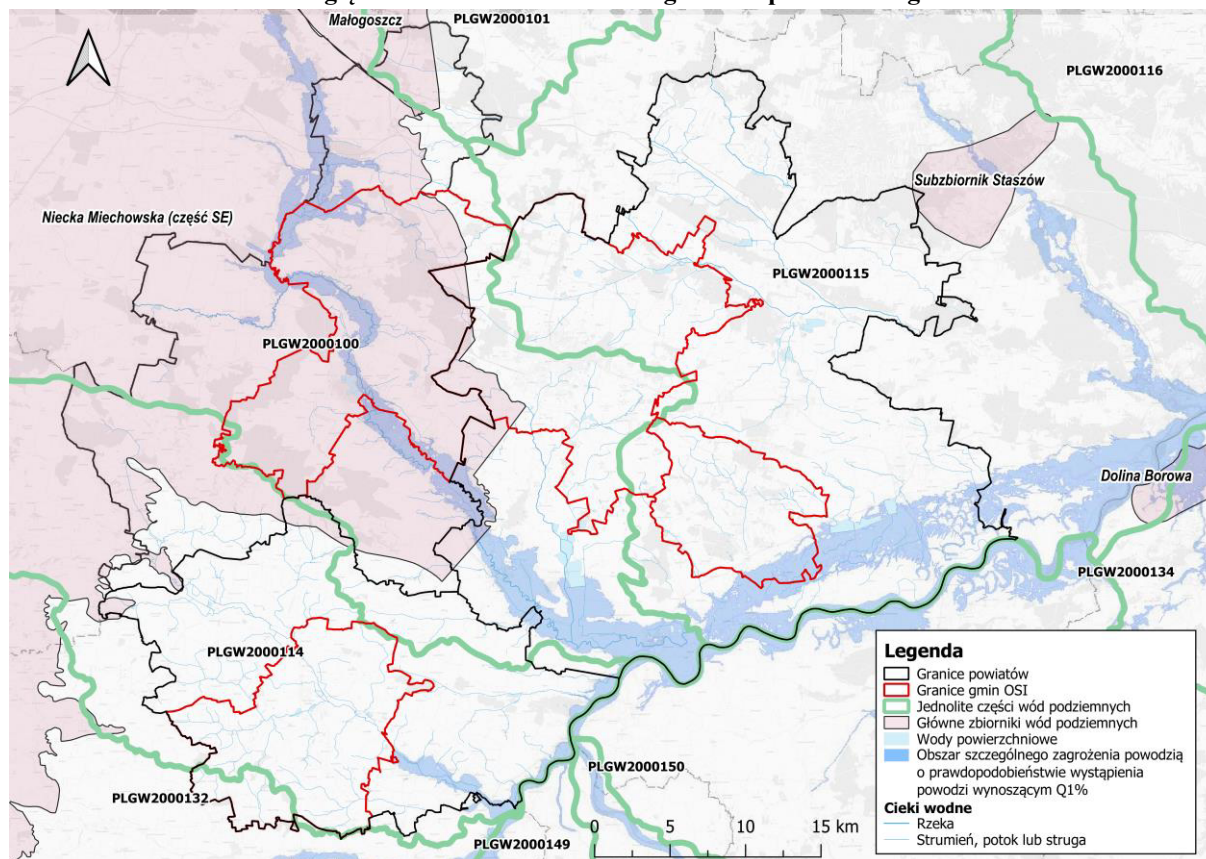 Małogoszcz
PLGW2000101
PLGW2000116
Subzbiornik Staszów
Niecka Miechowska (część SE)
PLGW2000115
PLGW2000100
Dolina Borowa
PLGW2000134
PLGW2000114
PLGW2000132
PLGW2000150
PLGW2000149
0 5 10 15 km
Legenda
Granice powiatów
Granice gmin OSI
Jednolite części wód podziemnych
Główne zbiorniki wód podziemnych
Wody powierzchniowe
Obszar szczególnego zagrożenia powodzią
o prawdopodobieństwie wystąpienia
powodzi wynoszącym Q1%
Cieki wodne
Rzeka
Strumień, potok lub struga